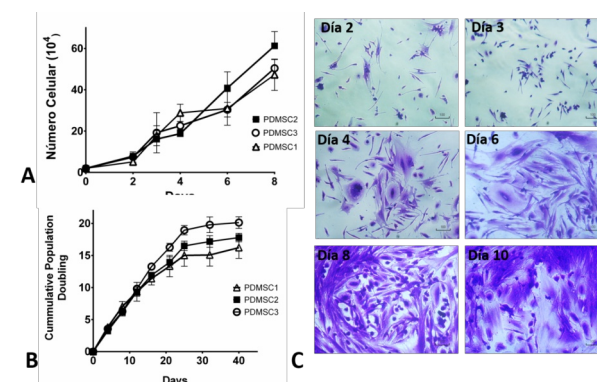 Número Celular (10⁴)
60
40
20
0
0
2
4
6
8
PDMSC2
PDMSC3
PDMSC1
Days
A
Cummulative Population
Doubling
20
15
10
5
0
0
10
20
30
40
PDMSC1
PDMSC2
PDMSC3
Days
B
Día 2
Día 3
Día 4
Día 6
Día 8
Día 10
C